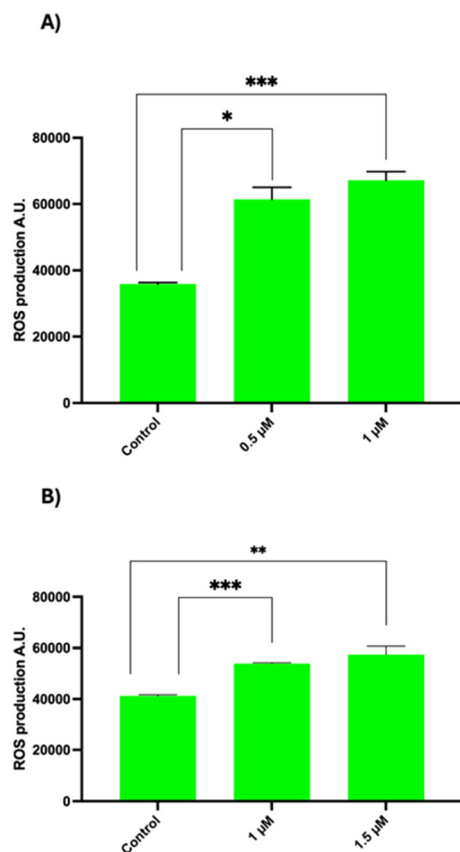 A)
***
*
80000
60000
40000
20000
0
ROS production A.U.
Control
0.5 µM
1 µM
B)
**
***
80000
60000
40000
20000
0
ROS production A.U.
Control
1 µM
1.5 µM